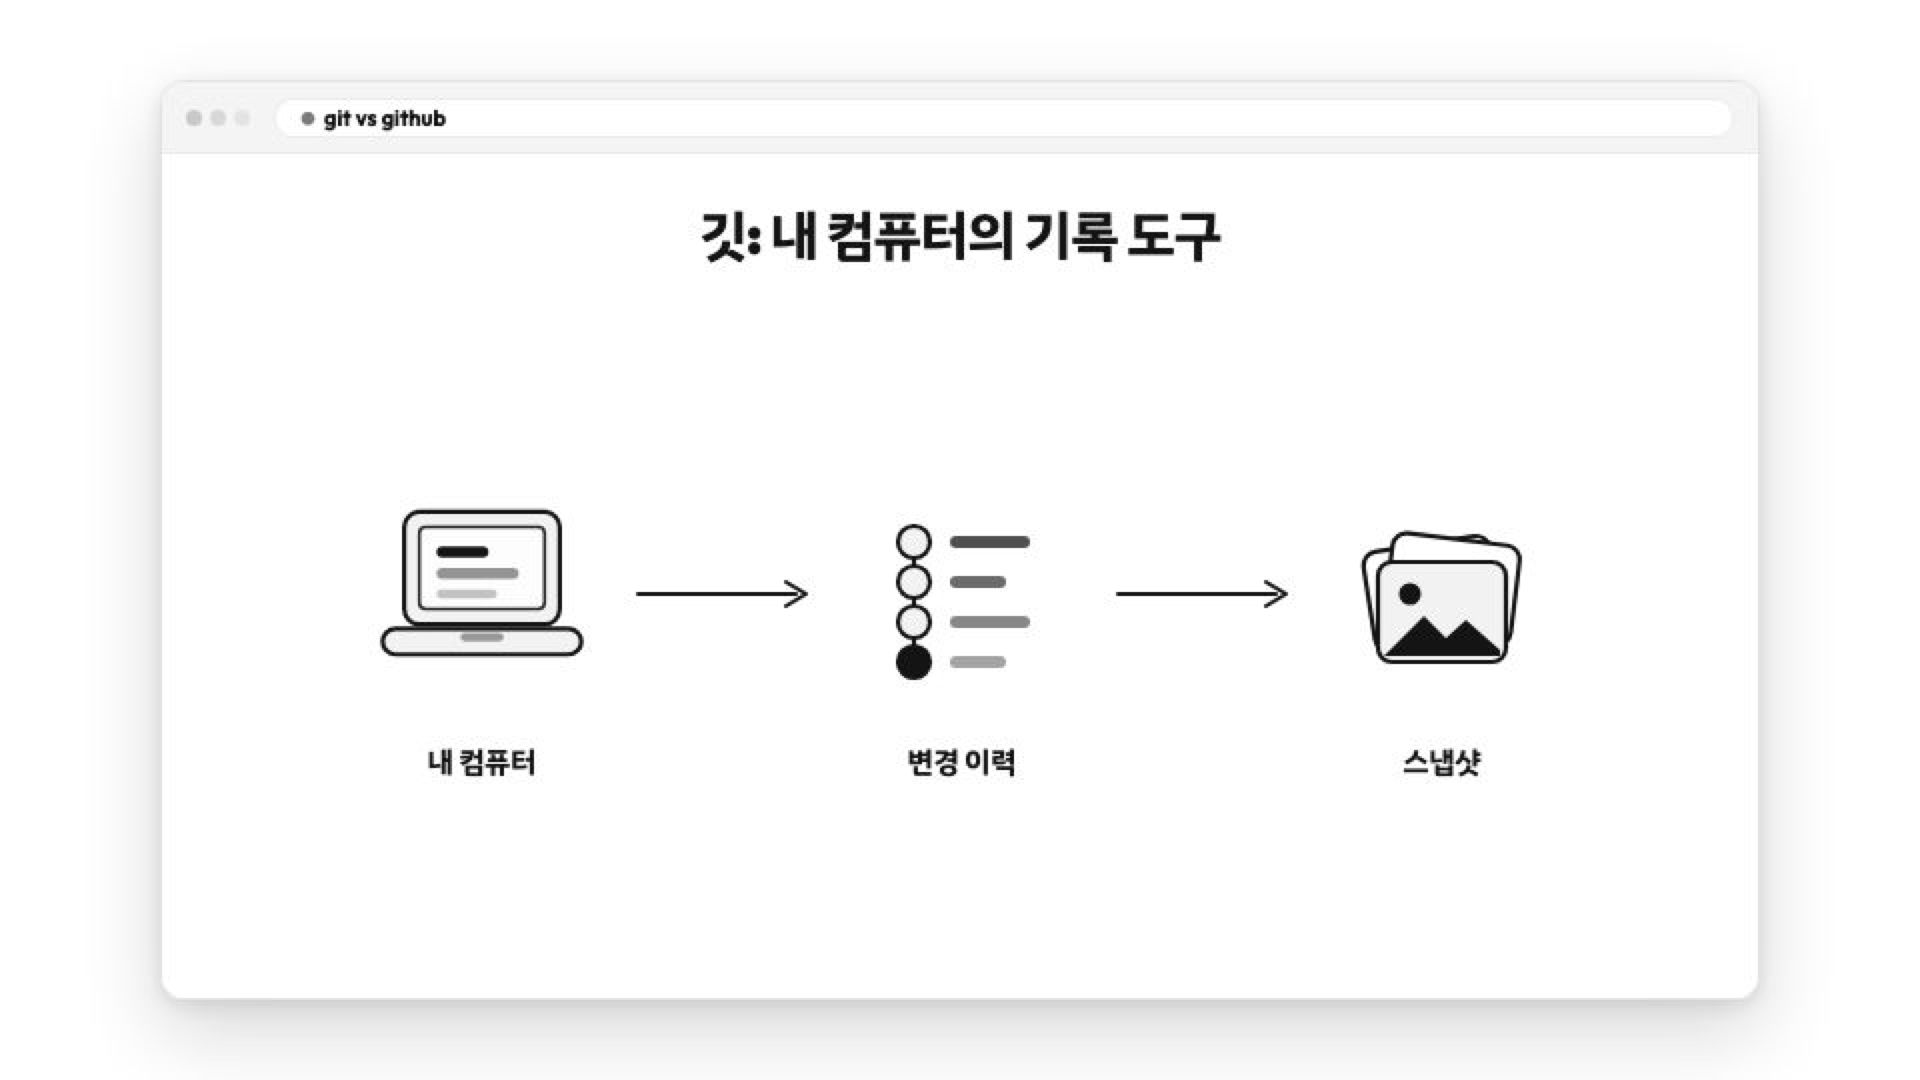 git vs github
깃: 내 컴퓨터의 기록 도구
내 컴퓨터
변경 이력
스냅샷